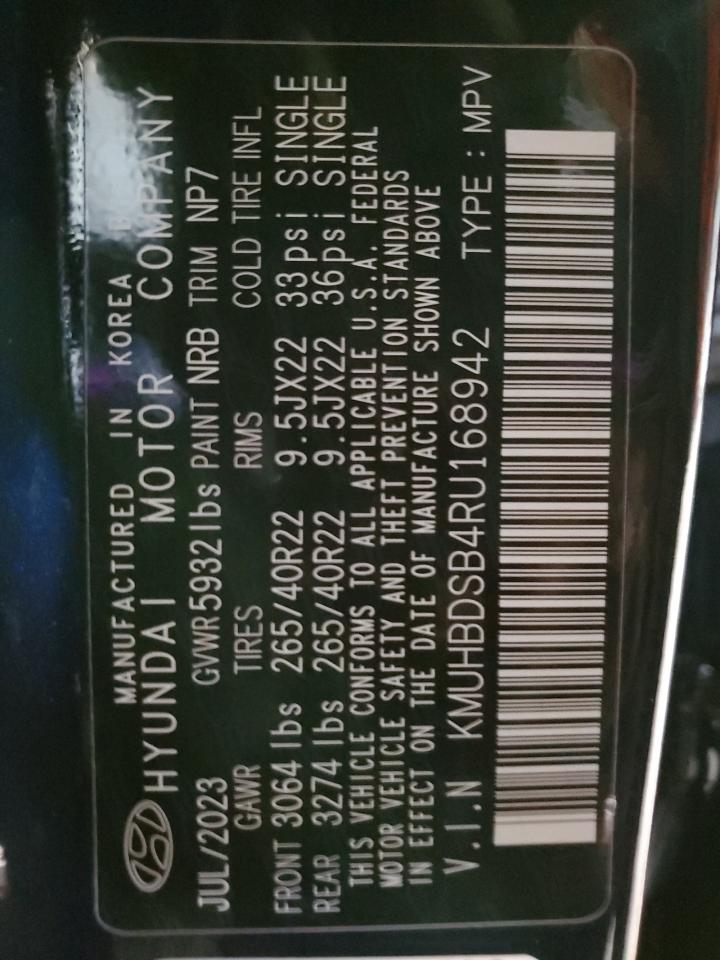 MANUFACTURED IN KOREA
HYUNDAI MOTOR COMPANY
JUL/2023 GVWR 5932 lbs PAINT NRB TRIM NP7
GAWR TIRES RIMS COLD TIRE INFL
FRONT 3064 lbs 265/40R22 9.5JX22 33psi SINGLE
REAR 3274 lbs 265/40R22 9.5JX22 36psi SINGLE
THIS VEHICLE CONFORMS TO ALL APPLICABLE U.S.A. FEDERAL
MOTOR VEHICLE SAFETY AND THEFT PREVENTION STANDARDS
IN EFFECT ON THE DATE OF MANUFACTURE SHOWN ABOVE
V.I.N KMUHBDSB4RU168942 TYPE : MPV